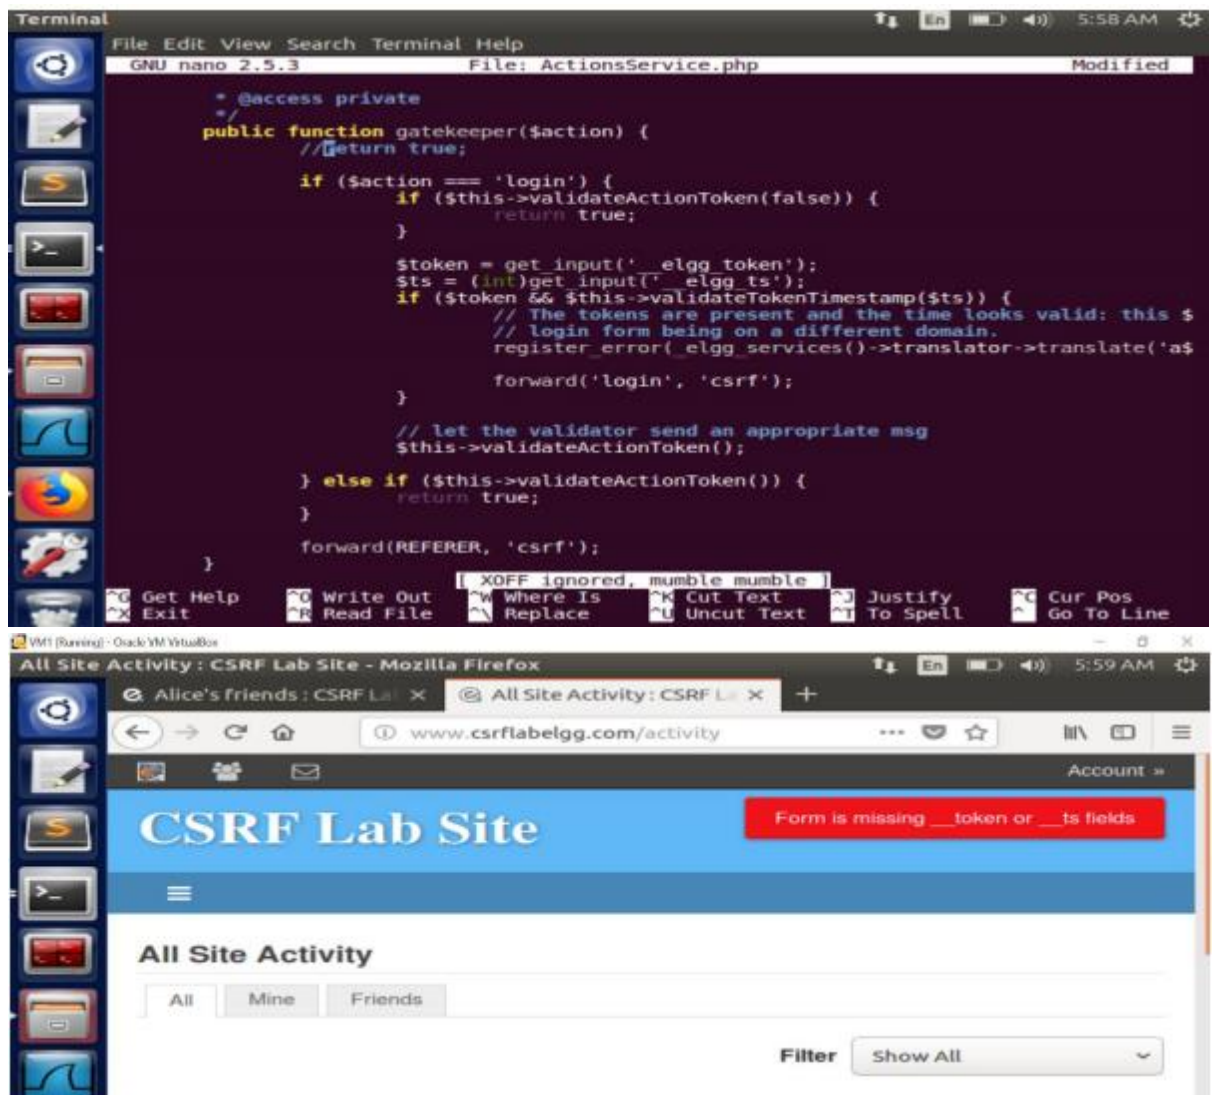 Terminal En 5:58 AM
File Edit View Search Terminal Help
GNU nano 2.5.3 File: ActionsService.php Modified
* @access private
*/
public function gatekeeper($action) {
//return true;
if ($action === 'login') {
if ($this->validateActionToken(false)) {
return true;
}
$token = get_input('__elgg_token');
$ts = (int)get_input('__elgg_ts');
if ($token && $this->validateTokenTimestamp($ts)) {
// The tokens are present and the time looks valid: this $
// login form being on a different domain.
register_error(_elgg_services()->translator->translate('a$
forward('login', 'csrf');
}
// let the validator send an appropriate msg
$this->validateActionToken();
} else if ($this->validateActionToken()) {
return true;
}
forward(REFERER, 'csrf');
}
[ XOFF ignored, mumble mumble ]
^G Get Help ^O Write Out ^W Where Is ^K Cut Text ^J Justify ^C Cur Pos
^X Exit ^R Read File ^\ Replace ^U Uncut Text ^T To Spell ^_ Go To Line
VM1 [Running] - Oracle VM VirtualBox
All Site Activity : CSRF Lab Site - Mozilla Firefox En 5:59 AM
Alice's friends : CSRF La × All Site Activity : CSRF L × +
www.csrflabelgg.com/activity
Account »
CSRF Lab Site
Form is missing __token or __ts fields
All Site Activity
All Mine Friends
Filter Show All